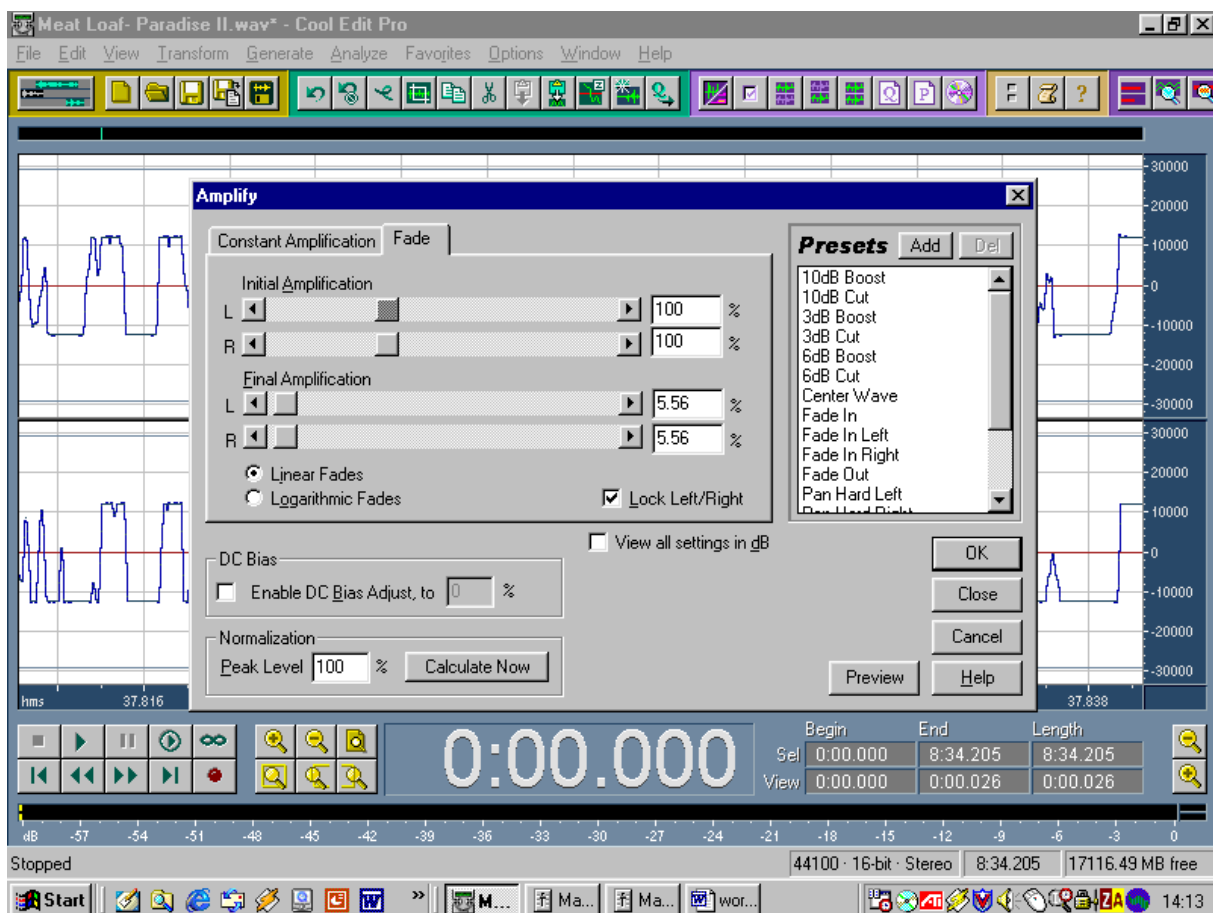 Meat Loaf- Paradise II.wav* - Cool Edit Pro
File Edit View Transform Generate Analyze Favorites Options Window Help
30000
20000
10000
0
-10000
-20000
-30000
30000
20000
10000
0
-10000
-20000
-30000
Amplify
Constant Amplification Fade
Initial Amplification
L 100 %
R 100 %
Final Amplification
L 5.56 %
R 5.56 %
Linear Fades
Logarithmic Fades
Lock Left/Right
View all settings in dB
DC Bias
Enable DC Bias Adjust, to 0 %
Normalization
Peak Level 100 % Calculate Now
Presets Add Del
10dB Boost
10dB Cut
3dB Boost
3dB Cut
6dB Boost
6dB Cut
Center Wave
Fade In
Fade In Left
Fade In Right
Fade Out
Pan Hard Left
Pan Hard Right
OK
Close
Cancel
Preview Help
hms 37.816 37.838
0:00.000
Begin End Length
Sel 0:00.000 8:34.205 8:34.205
View 0:00.000 0:00.026 0:00.026
dB -57 -54 -51 -48 -45 -42 -39 -36 -33 -30 -27 -24 -21 -18 -15 -12 -9 -6 -3 0
Stopped 44100 · 16-bit · Stereo 8:34.205 17116.49 MB free
Start » M... Ma... Ma... wor... 14:13